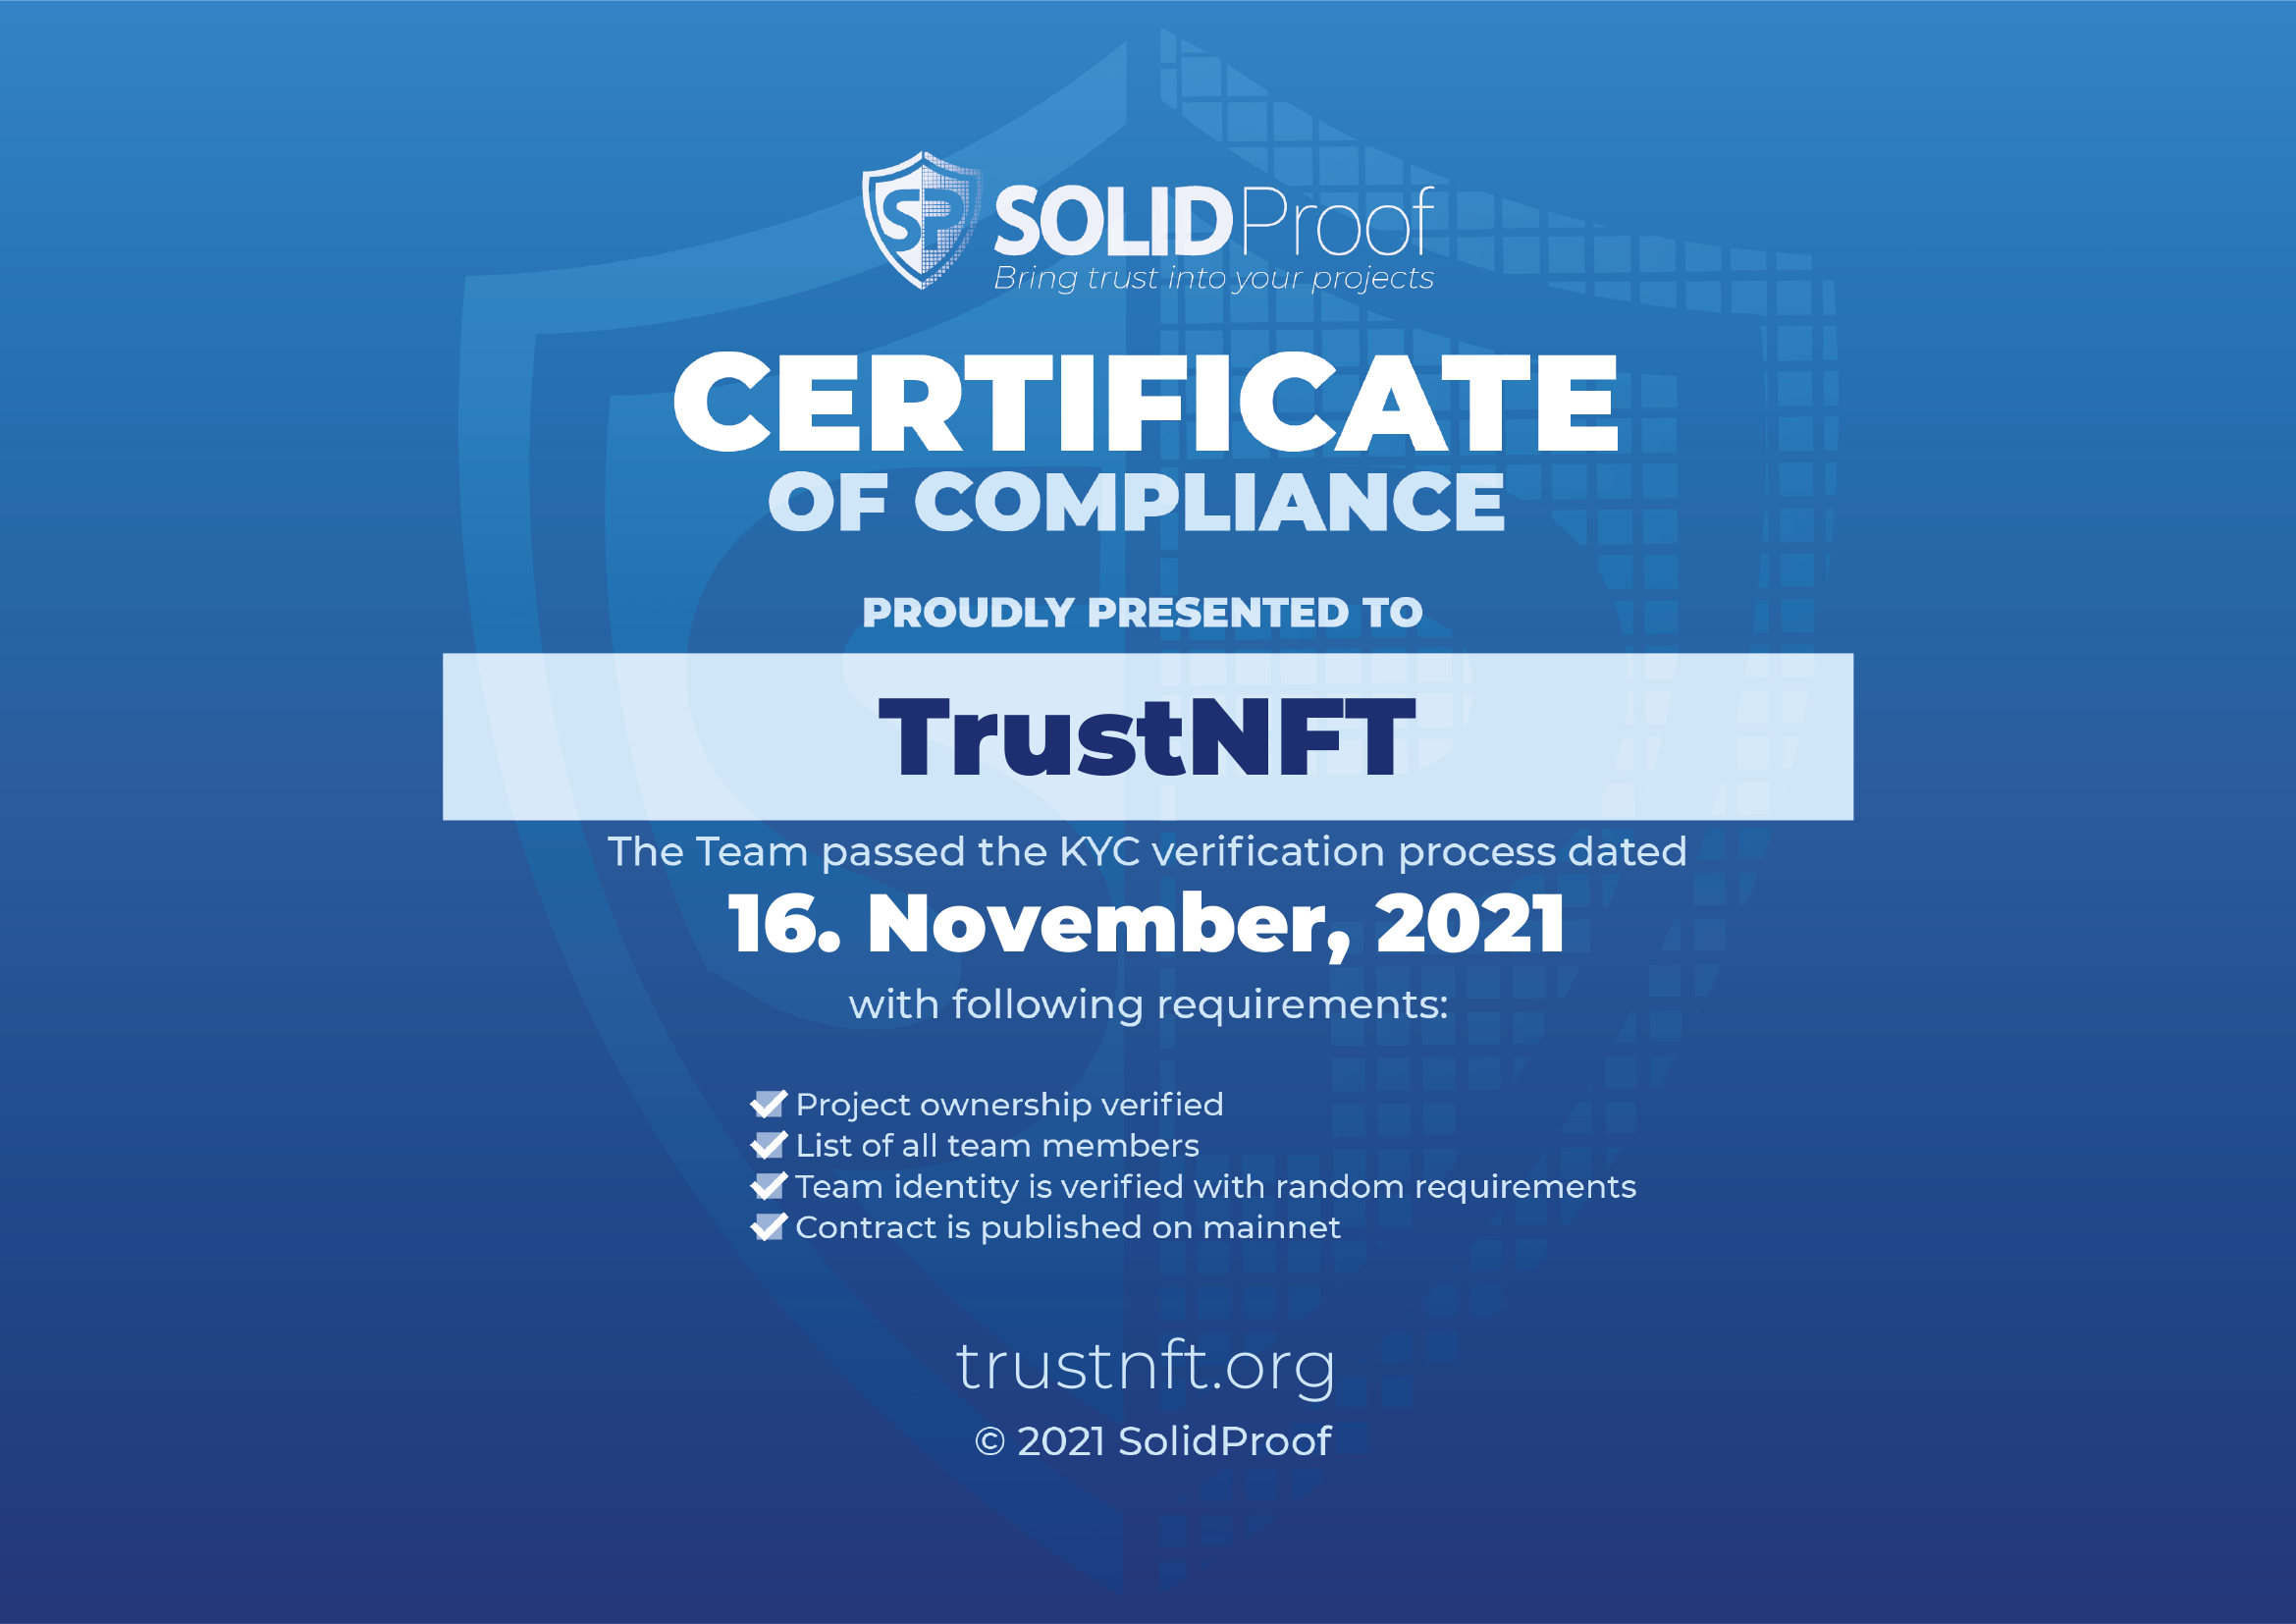 SP SOLIDProof
Bring trust into your projects
CERTIFICATE
OF COMPLIANCE
PROUDLY PRESENTED TO
TrustNFT
The Team passed the KYC verification process dated
16. November, 2021
with following requirements:
Project ownership verified
List of all team members
Team identity is verified with random requirements
Contract is published on mainnet
trustnft.org
© 2021 SolidProof